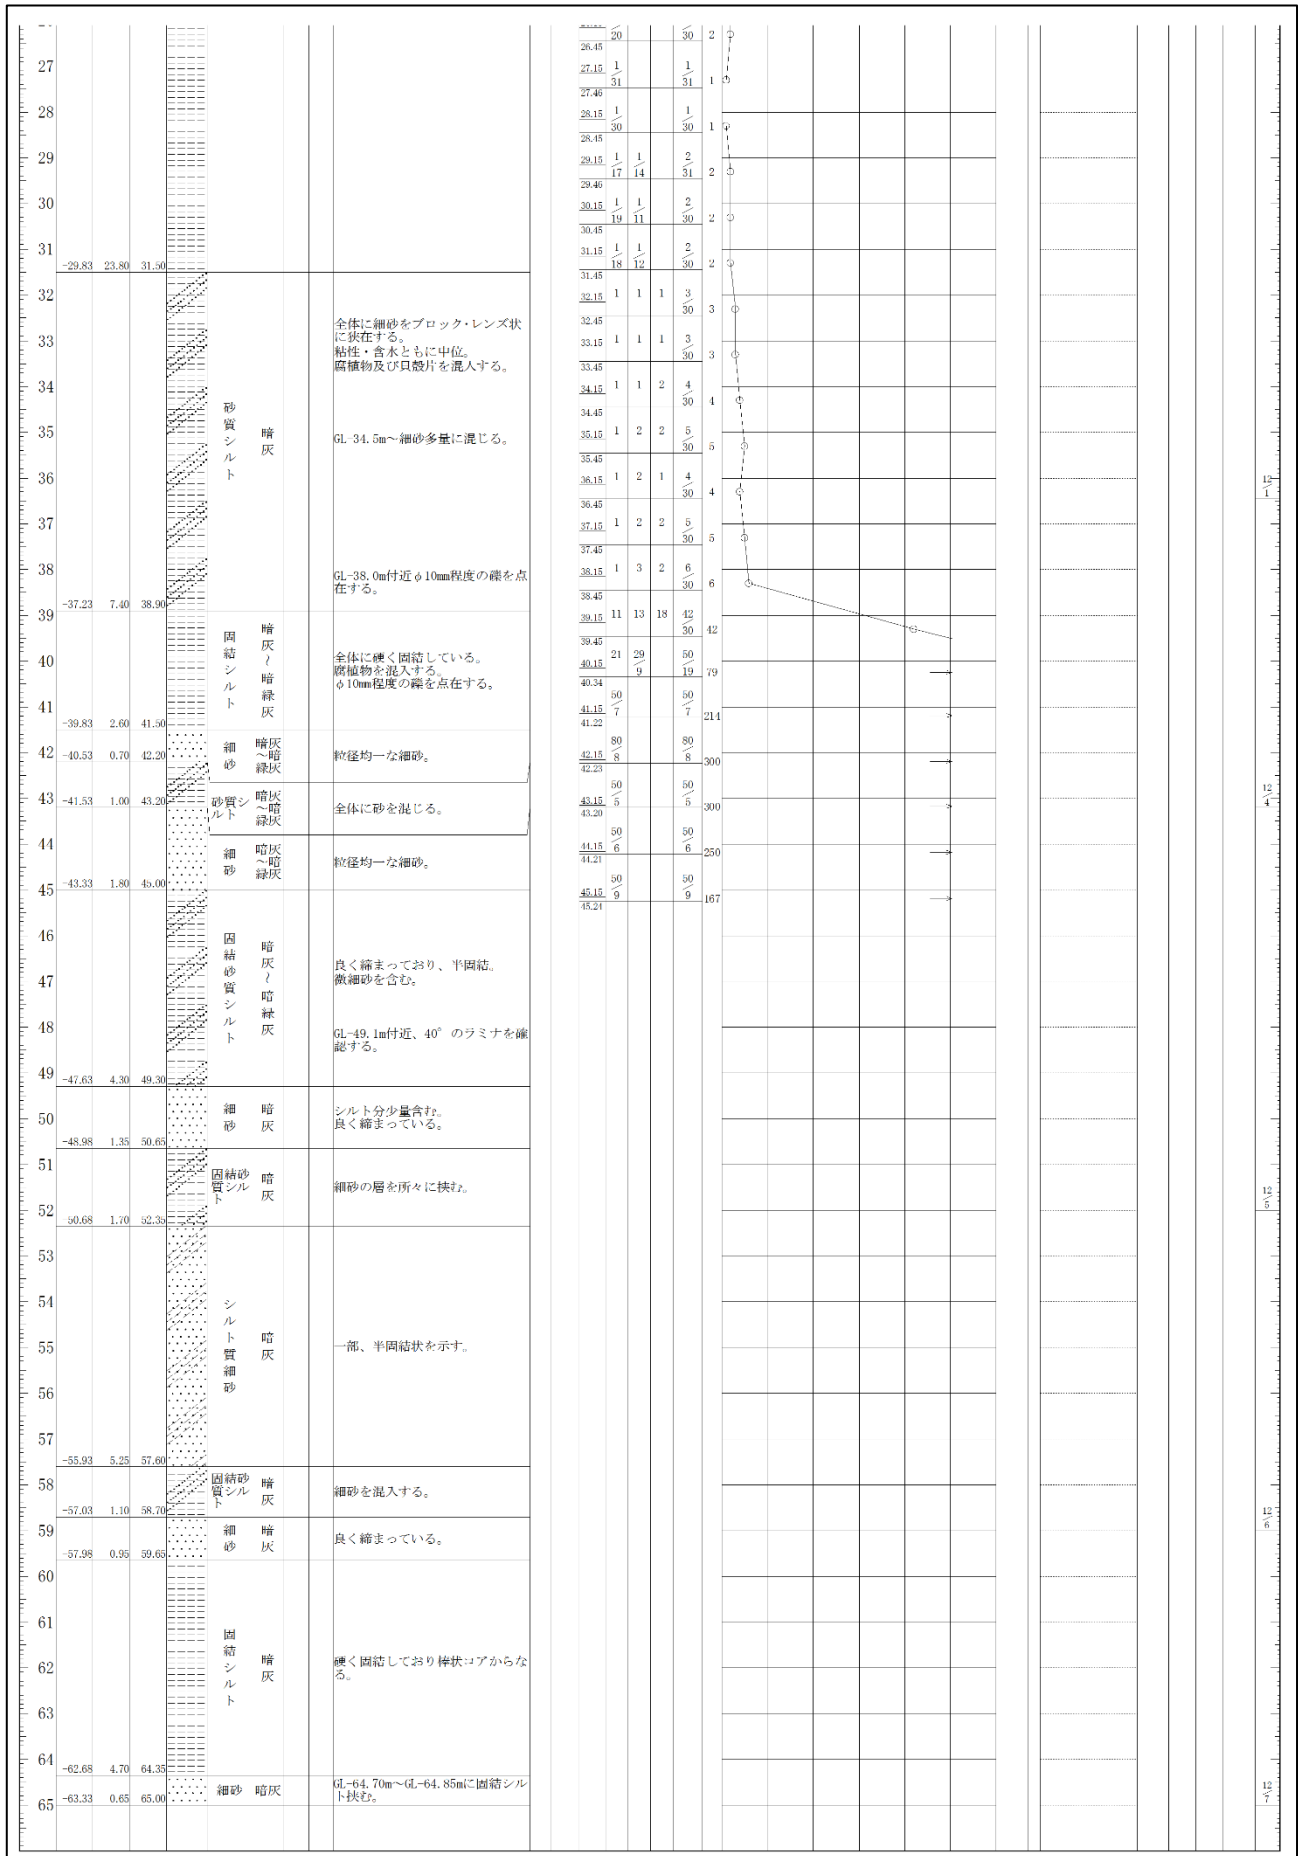 20 30 2
26.45
27
27.15 1/31 1/31 1
27.46
28
28.15 1/30 1/30 1
28.45
29
29.15 1/17 1/14 2/31 2
29.46
30
30.15 1/19 1/11 2/30 2
30.45
31
31.15 1/18 1/12 2/30 2
-29.83 23.80 31.50
31.45
32
32.15 1 1 1 3/30 3
全体に細砂をブロック・レンズ状
に狭在する。
粘性・含水ともに中位。
腐植物及び貝殻片を混入する。
32.45
33
33.15 1 1 1 3/30 3
33.45
34
34.15 1 1 2 4/30 4
34.45
砂質シルト
暗灰
GL-34.5m～細砂多量に混じる。
35
35.15 1 2 2 5/30 5
35.45
36
36.15 1 2 1 4/30 4
12/1
36.45
37
37.15 1 2 2 5/30 5
37.45
38
38.15 1 3 2 6/30 6
GL-38.0m付近φ10mm程度の礫を点
在する。
38.45
-37.23 7.40 38.90
39
39.15 11 13 18 42/30 42
39.45
固結シルト
暗灰～暗緑灰
全体に硬く固結している。
腐植物を混入する。
φ10mm程度の礫を点在する。
40
40.15 21 29/9 50/19 79
40.34
41
41.15 50/7 50/7 214
41.22
-39.83 2.60 41.50
42
-40.53 0.70 42.20
細砂
暗灰～暗緑灰
粒径均一な細砂。
42.15 80/8 80/8 300
42.23
43
-41.53 1.00 43.20
砂質シルト
暗灰～暗緑灰
全体に砂を混じる。
43.15 50/5 50/5 300
43.20
12/4
44
細砂
暗灰～暗緑灰
粒径均一な細砂。
44.15 50/6 50/6 250
44.21
-43.33 1.80 45.00
45
45.15 50/9 50/9 167
45.24
46
固結砂質シルト
暗灰～暗緑灰
良く締まっており、半固結。
微細砂を含む。
47
48
GL-49.1m付近、40°のラミナを確
認する。
49
-47.63 4.30 49.30
50
細砂
暗灰
シルト分少量含む。
良く締まっている。
-48.98 1.35 50.65
51
固結砂質シルト
暗灰
細砂の層を所々に挟む。
12/5
52
50.68 1.70 52.35
53
54
シルト質細砂
暗灰
一部、半固結状を示す。
55
56
57
-55.93 5.25 57.60
58
固結砂質シルト
暗灰
細砂を混入する。
-57.03 1.10 58.70
12/6
59
細砂
暗灰
良く締まっている。
-57.98 0.95 59.65
60
61
62
固結シルト
暗灰
硬く固結しており棒状コアからな
る。
63
64
-62.68 4.70 64.35
細砂 暗灰
GL-64.70m～GL-64.85mに固結シル
ト挟む。
-63.33 0.65 65.00
12/7
65